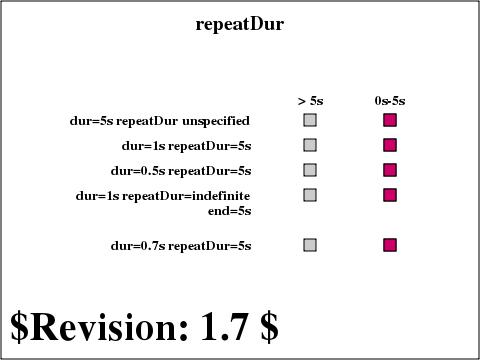 repeatDur
> 5s 0s-5s
dur=5s repeatDur unspecified
dur=1s repeatDur=5s
dur=0.5s repeatDur=5s
dur=1s repeatDur=indefinite
end=5s
dur=0.7s repeatDur=5s
$Revision: 1.7 $